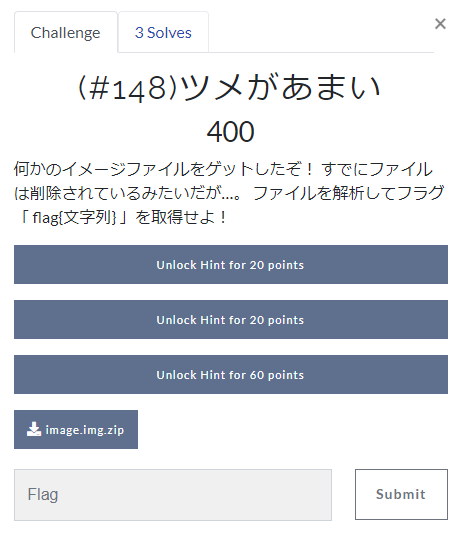 Challenge
3 Solves
×
(#148)ツメがあまい
400
何かのイメージファイルをゲットしたぞ！ すでにファイル
は削除されているみたいだが…。 ファイルを解析してフラグ
「 flag{文字列} 」を取得せよ！
Unlock Hint for 20 points
Unlock Hint for 20 points
Unlock Hint for 60 points
image.img.zip
Flag
Submit